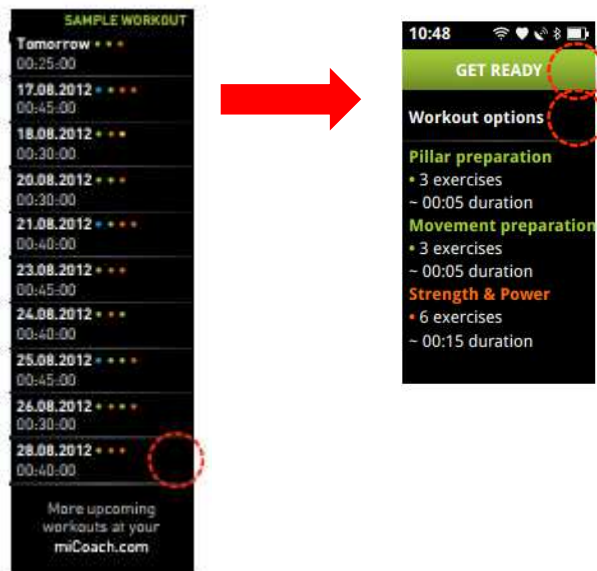 SAMPLE WORKOUT
Tomorrow
00:25:00
17.08.2012
00:45:00
18.08.2012
00:30:00
20.08.2012
00:30:00
21.08.2012
00:40:00
23.08.2012
00:45:00
24.08.2012
00:40:00
25.08.2012
00:45:00
26.08.2012
00:30:00
28.08.2012
00:40:00
More upcoming
workouts at your
miCoach.com
10:48
GET READY
Workout options
Pillar preparation
• 3 exercises
~ 00:05 duration
Movement preparation
• 3 exercises
~ 00:05 duration
Strength & Power
• 6 exercises
~ 00:15 duration